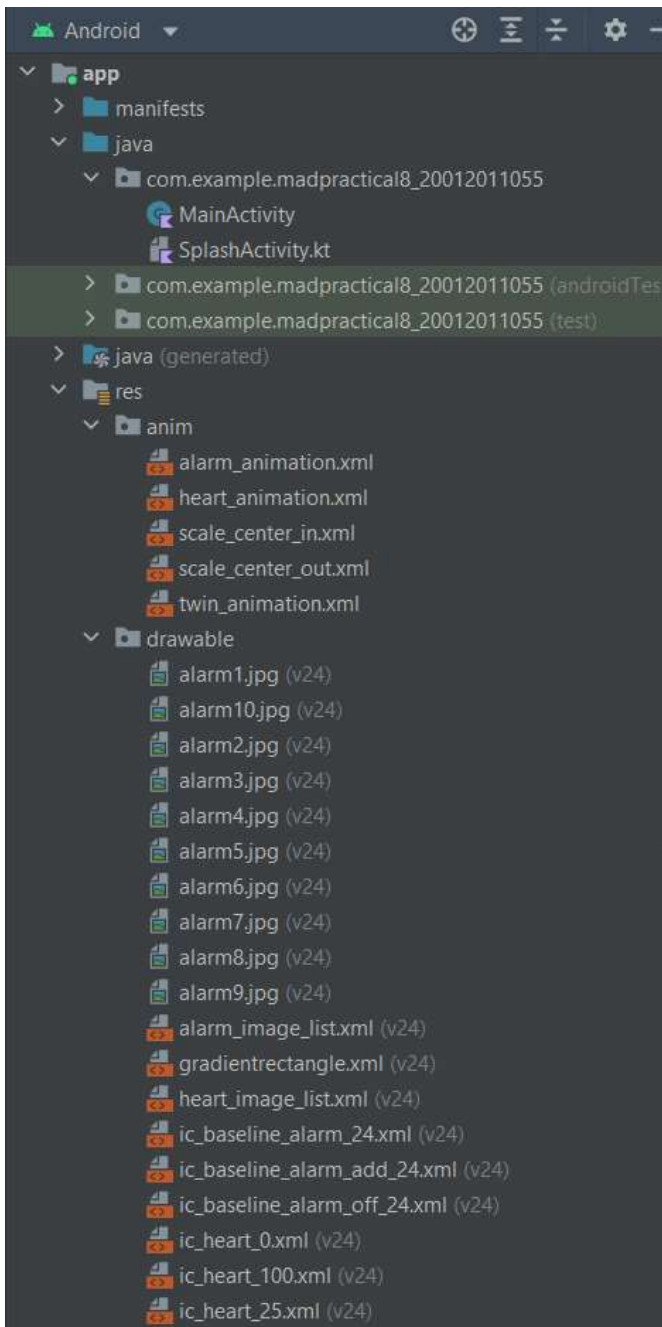 Android
app
manifests
java
com.example.madpractical8_20012011055
MainActivity
SplashActivity.kt
com.example.madpractical8_20012011055 (androidTes
com.example.madpractical8_20012011055 (test)
java (generated)
res
anim
alarm_animation.xml
heart_animation.xml
scale_center_in.xml
scale_center_out.xml
twin_animation.xml
drawable
alarm1.jpg (v24)
alarm10.jpg (v24)
alarm2.jpg (v24)
alarm3.jpg (v24)
alarm4.jpg (v24)
alarm5.jpg (v24)
alarm6.jpg (v24)
alarm7.jpg (v24)
alarm8.jpg (v24)
alarm9.jpg (v24)
alarm_image_list.xml (v24)
gradientrectangle.xml (v24)
heart_image_list.xml (v24)
ic_baseline_alarm_24.xml (v24)
ic_baseline_alarm_add_24.xml (v24)
ic_baseline_alarm_off_24.xml (v24)
ic_heart_0.xml (v24)
ic_heart_100.xml (v24)
ic_heart_25.xml (v24)